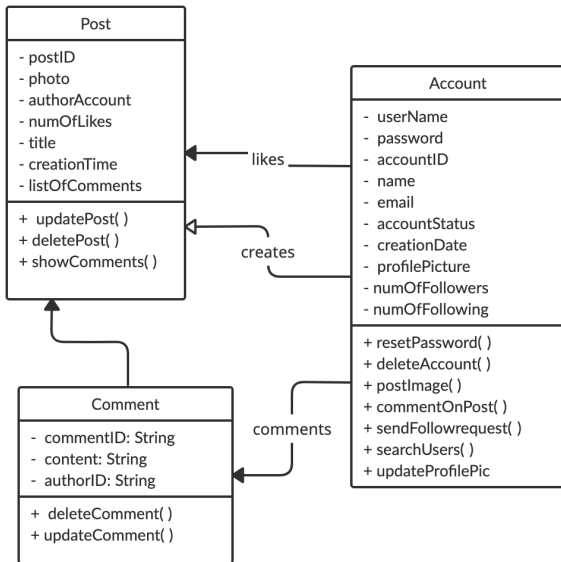 Post
- postID
- photo
- authorAccount
- numOfLikes
- title
- creationTime
- listOfComments
+ updatePost( )
+ deletePost( )
+ showComments( )
likes
creates
Account
- userName
- password
- accountID
- name
- email
- accountStatus
- creationDate
- profilePicture
- numOfFollowers
- numOfFollowing
+ resetPassword( )
+ deleteAccount( )
+ postImage( )
+ commentOnPost( )
+ sendFollowrequest( )
+ searchUsers( )
+ updateProfilePic
comments
Comment
- commentID: String
- content: String
- authorID: String
+ deleteComment( )
+ updateComment( )